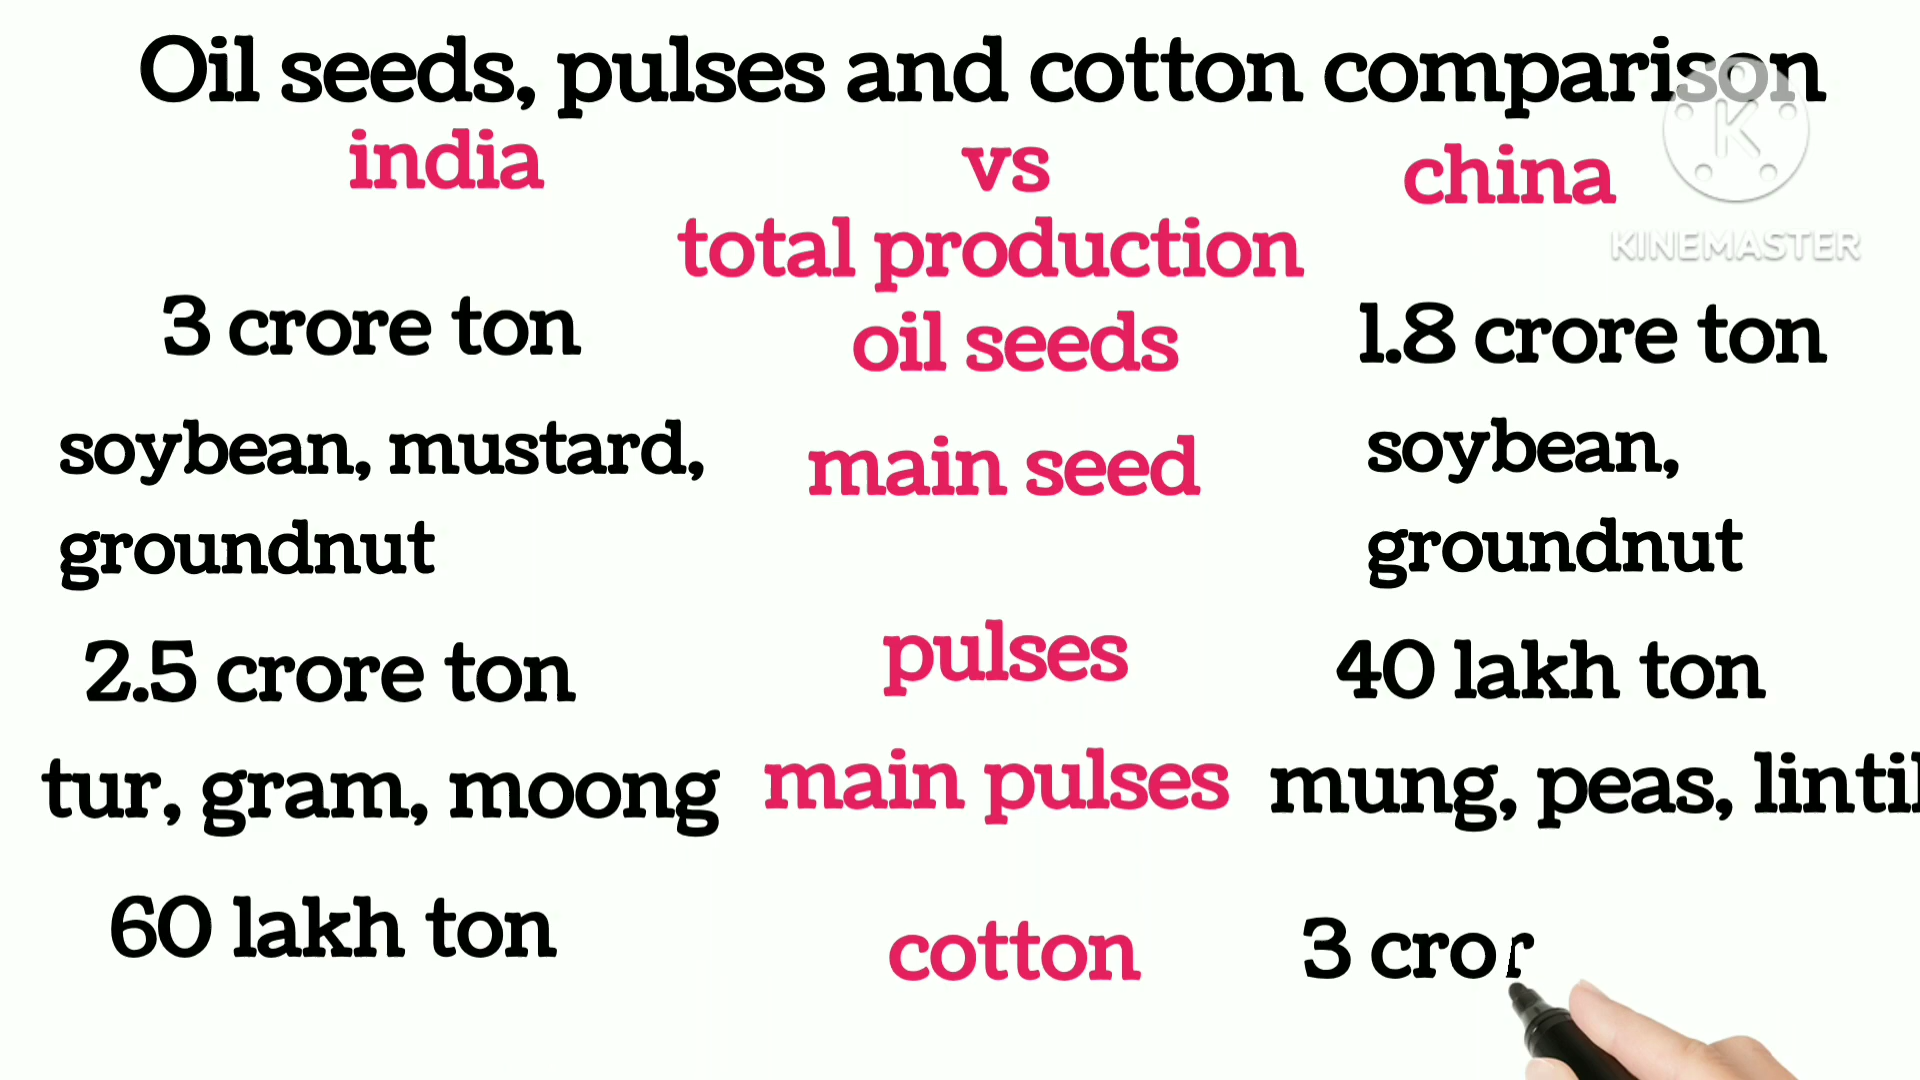 Oil seeds, pulses and cotton comparison
india vs china
KINEMASTER
total production
3 crore ton oil seeds 1.8 crore ton
soybean, mustard, main seed soybean,
groundnut groundnut
2.5 crore ton pulses 40 lakh ton
tur, gram, moong main pulses mung, peas, lintil
60 lakh ton cotton 3 cror